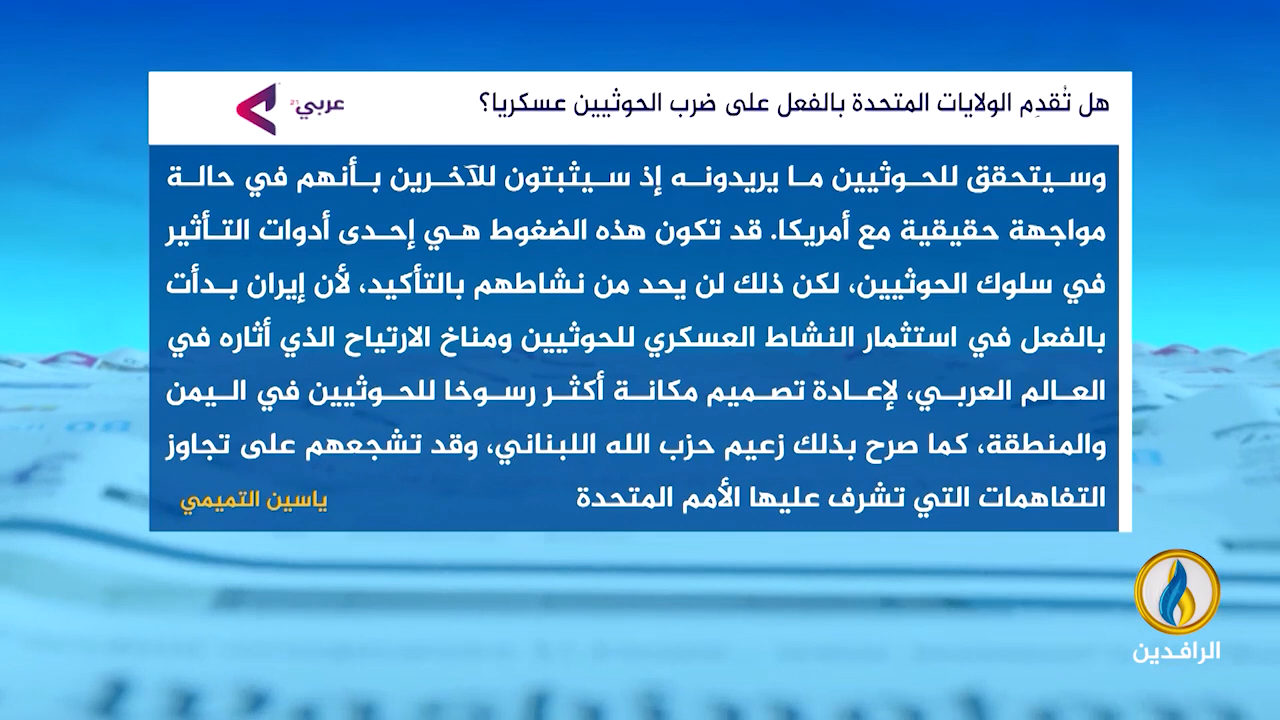 هل تُقدِم الولايات المتحدة بالفعل على ضرب الحوثيين عسكريا؟
عربي21
وسيتحقق للحوثيين ما يريدونه إذ سيثبتون للآخرين بأنهم في حالة
مواجهة حقيقية مع أمريكا. قد تكون هذه الضغوط هي إحدى أدوات التأثير
في سلوك الحوثيين، لكن ذلك لن يحد من نشاطهم بالتأكيد، لأن إيران بدأت
بالفعل في استثمار النشاط العسكري للحوثيين ومناخ الارتياح الذي أثاره في
العالم العربي، لإعادة تصميم مكانة أكثر رسوخا للحوثيين في اليمن
والمنطقة، كما صرح بذلك زعيم حزب الله اللبناني، وقد تشجعهم على تجاوز
التفاهمات التي تشرف عليها الأمم المتحدة
ياسين التميمي
الرافدين